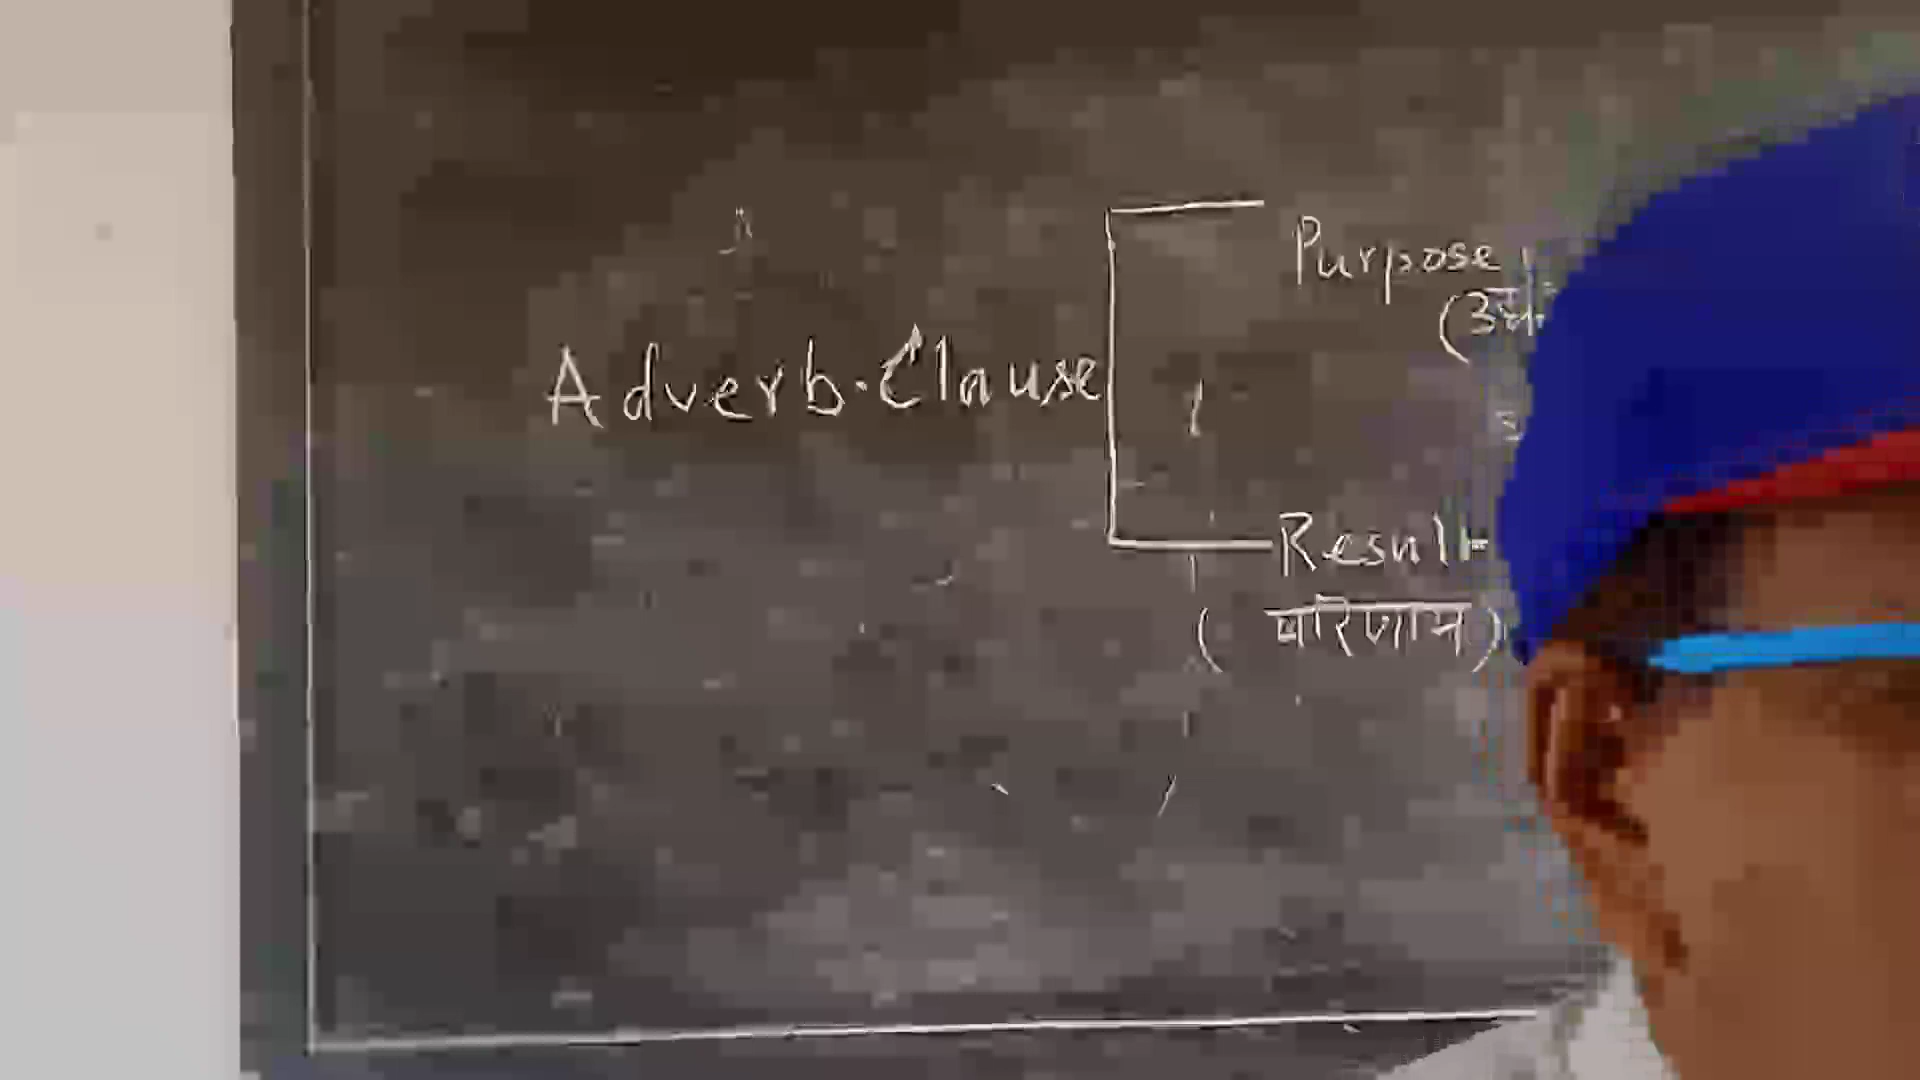 Purpose
Adverb Clause
Result
(परिणाम)